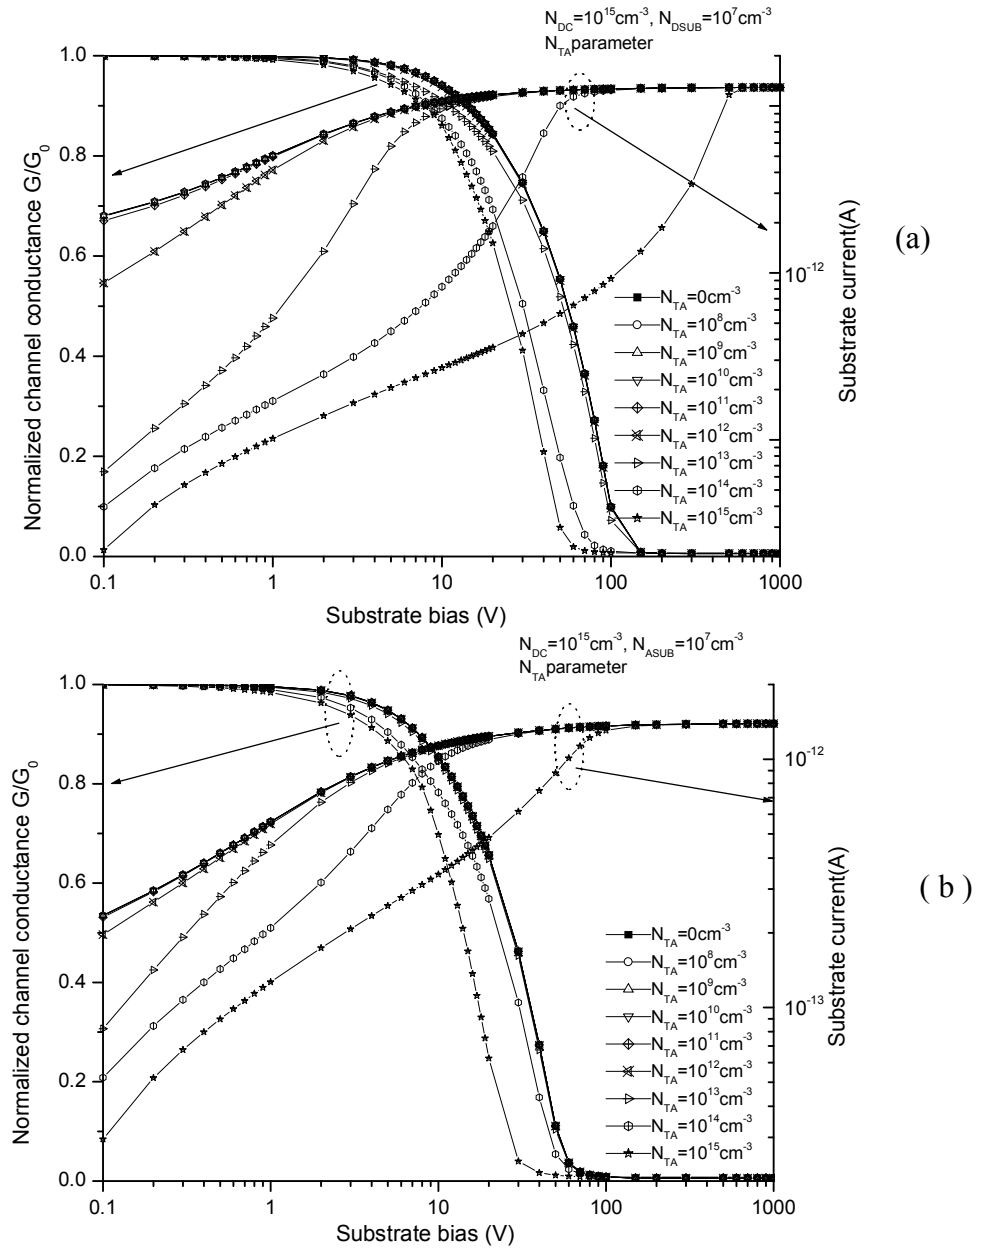 N_DC=10^15cm^-3, N_DSUB=10^7cm^-3
N_TA parameter
1.0
0.8
0.6
0.4
0.2
0.0
Normalized channel conductance G/G_0
0.1
1
10
100
1000
Substrate bias (V)
10^-12
Substrate current(A)
(a)
N_TA=0cm^-3
N_TA=10^8cm^-3
N_TA=10^9cm^-3
N_TA=10^10cm^-3
N_TA=10^11cm^-3
N_TA=10^12cm^-3
N_TA=10^13cm^-3
N_TA=10^14cm^-3
N_TA=10^15cm^-3
N_DC=10^15cm^-3, N_ASUB=10^7cm^-3
N_TA parameter
1.0
0.8
0.6
0.4
0.2
0.0
Normalized channel conductance G/G_0
0.1
1
10
100
1000
Substrate bias (V)
10^-12
10^-13
Substrate current(A)
( b )
N_TA=0cm^-3
N_TA=10^8cm^-3
N_TA=10^9cm^-3
N_TA=10^10cm^-3
N_TA=10^11cm^-3
N_TA=10^12cm^-3
N_TA=10^13cm^-3
N_TA=10^14cm^-3
N_TA=10^15cm^-3